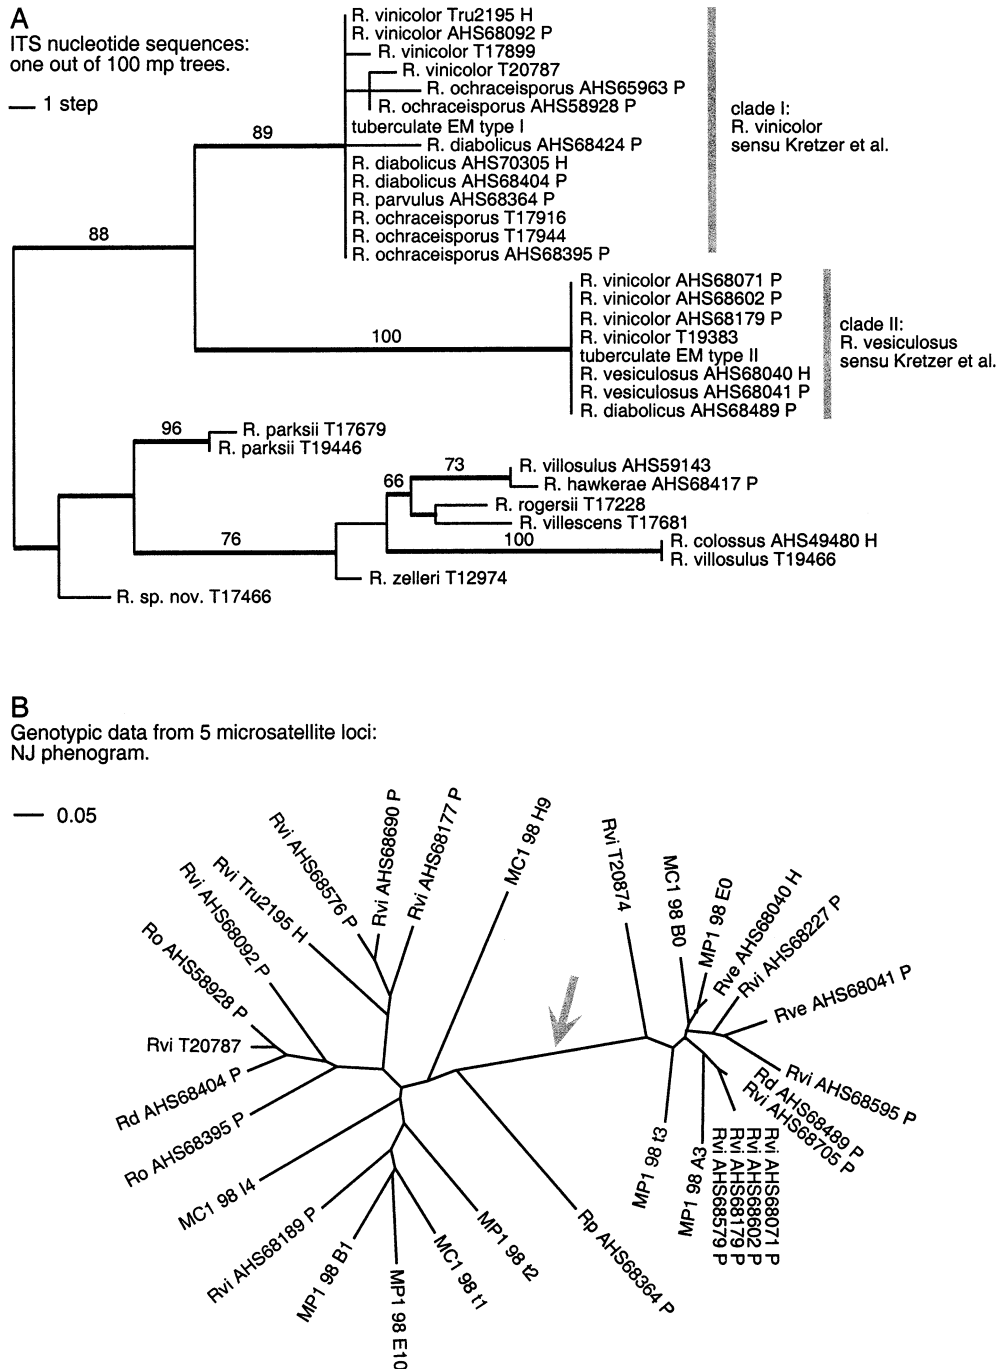 A
ITS nucleotide sequences:
one out of 100 mp trees.
1 step
R. vinicolor Tru2195 H
R. vinicolor AHS68092 P
R. vinicolor T17899
R. vinicolor T20787
R. ochraceisporus AHS65963 P
R. ochraceisporus AHS58928 P
tuberculate EM type I
R. diabolicus AHS68424 P
R. diabolicus AHS70305 H
R. diabolicus AHS68404 P
R. parvulus AHS68364 P
R. ochraceisporus T17916
R. ochraceisporus T17944
R. ochraceisporus AHS68395 P
clade I:
R. vinicolor
sensu Kretzer et al.
89
88
100
R. vinicolor AHS68071 P
R. vinicolor AHS68602 P
R. vinicolor AHS68179 P
R. vinicolor T19383
tuberculate EM type II
R. vesiculosus AHS68040 H
R. vesiculosus AHS68041 P
R. diabolicus AHS68489 P
clade II:
R. vesiculosus
sensu Kretzer et al.
96
R. parksii T17679
R. parksii T19446
73
66
R. villosulus AHS59143
R. hawkerae AHS68417 P
R. rogersii T17228
R. villescens T17681
76
100
R. colossus AHS49480 H
R. villosulus T19466
R. zelleri T12974
R. sp. nov. T17466
B
Genotypic data from 5 microsatellite loci:
NJ phenogram.
0.05
Rvi T20787
Ro AHS58928 P
Rvi AHS68092 P
Rvi Tru2195 H
Rvi AHS68576 P
Rvi AHS68690 P
Rvi AHS68177 P
MC1 98 H9
Rvi T20874
MC1 98 B0
MP1 98 E0
Rve AHS68040 H
Rvi AHS68227 P
Rve AHS68041 P
Rvi AHS68595 P
Rd AHS68489 P
Rvi AHS68705 P
Rvi AHS68071 P
Rvi AHS68602 P
Rvi AHS68179 P
Rvi AHS68579 P
MP1 98 A3
MP1 98 t3
Rp AHS68364 P
MP1 98 t2
MC1 98 t1
MP1 98 E10
MP1 98 B1
Rvi AHS68189 P
MC1 98 I4
Ro AHS68395 P
Rd AHS68404 P